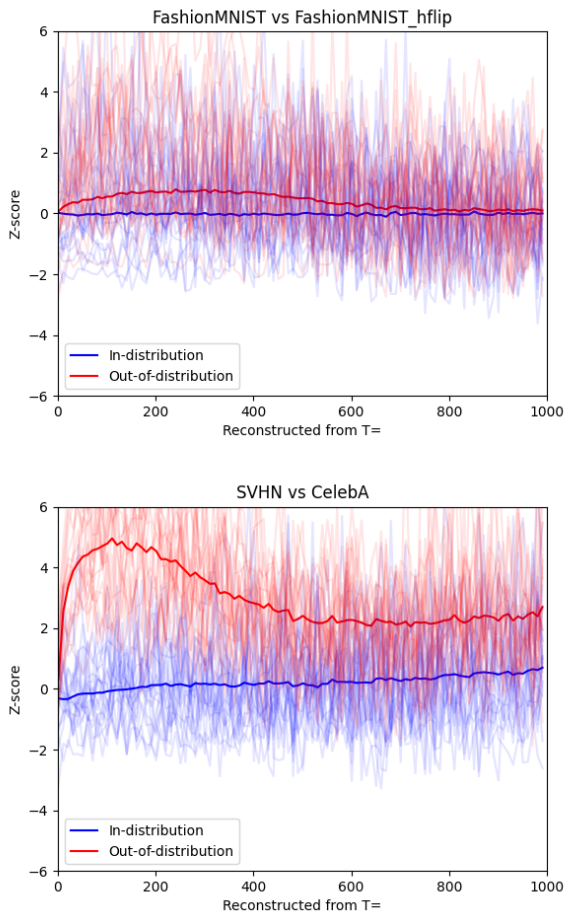 FashionMNIST vs FashionMNIST_hflip
6
4
2
0
−2
−4
−6
Z-score
In-distribution
Out-of-distribution
0 200 400 600 800 1000
Reconstructed from T=
SVHN vs CelebA
6
4
2
0
−2
−4
−6
Z-score
In-distribution
Out-of-distribution
0 200 400 600 800 1000
Reconstructed from T=